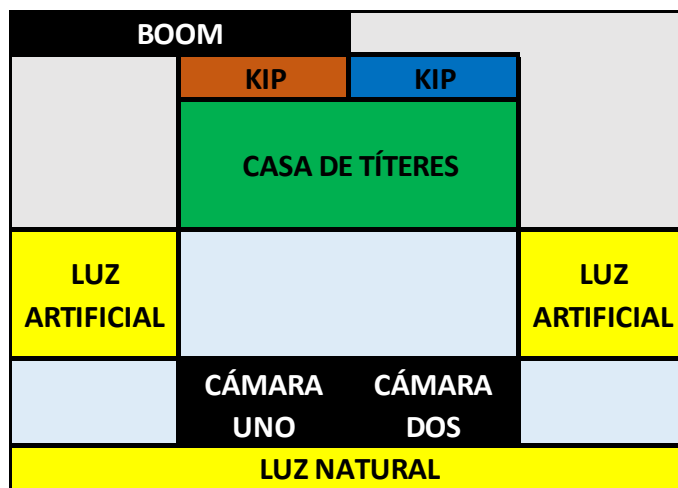 BOOM
KIP KIP
CASA DE TÍTERES
LUZ
ARTIFICIAL
LUZ
ARTIFICIAL
CÁMARA
UNO
CÁMARA
DOS
LUZ NATURAL